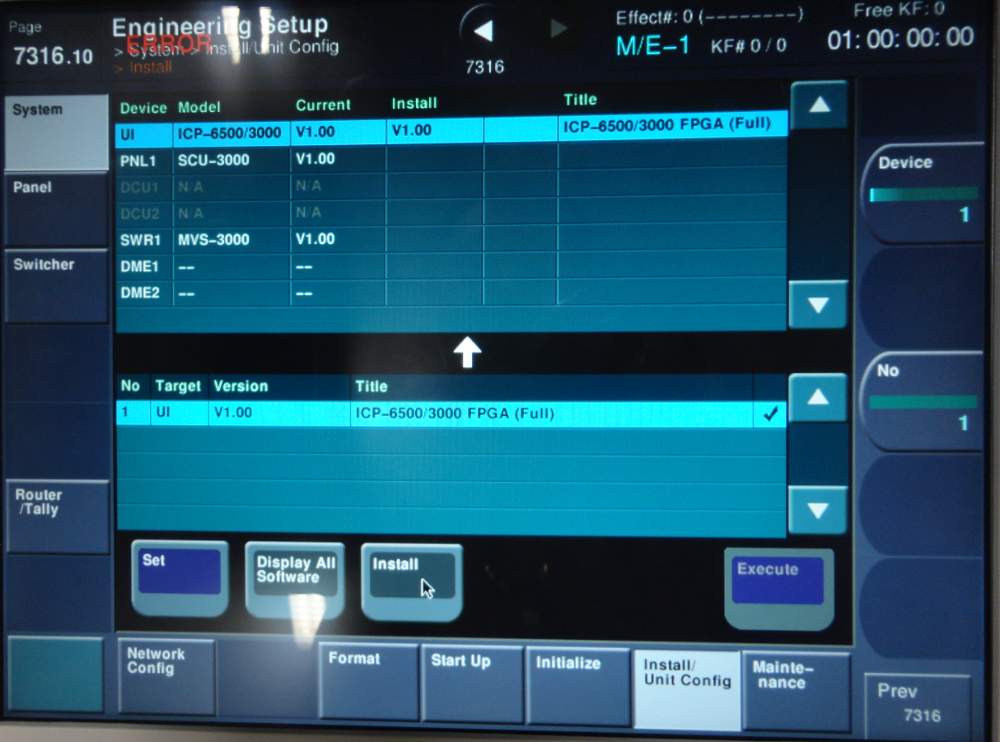 Page
7316.10
Engineering Setup
ERROR
> System > Install/Unit Config
> Install
7316
Effect#: 0 (--------)
M/E-1 KF# 0 / 0
Free KF: 0
01: 00: 00: 00
System
Panel
Switcher
Router
/Tally
Device Model Current Install Title
UI ICP-6500/3000 V1.00 V1.00 ICP-6500/3000 FPGA (Full)
PNL1 SCU-3000 V1.00
DCU1 N/A N/A
DCU2 N/A N/A
SWR1 MVS-3000 V1.00
DME1 -- --
DME2 -- --
No Target Version Title
1 UI V1.00 ICP-6500/3000 FPGA (Full)
Device
1
No
1
Set
Display All
Software
Install
Execute
Network
Config
Format
Start Up
Initialize
Install/
Unit Config
Mainte-
nance
Prev
7316